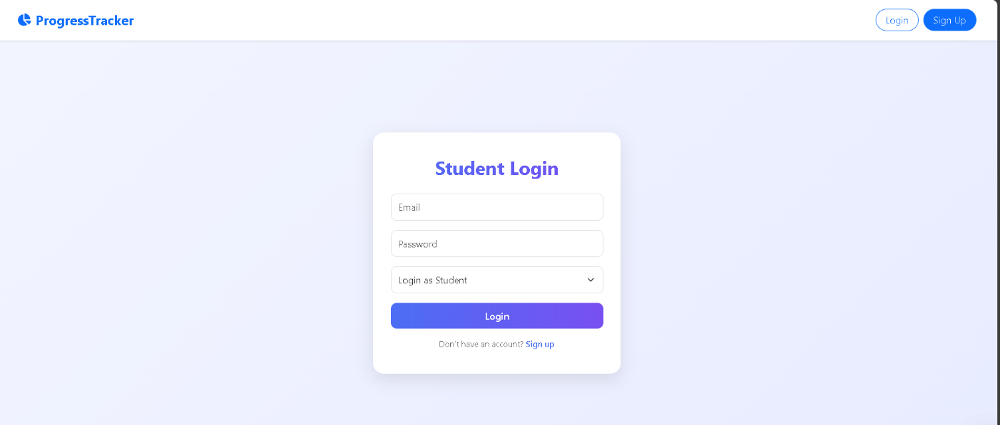 ProgressTracker
Login
Sign Up
Student Login
Email
Password
Login as Student
Login
Don't have an account? Sign up